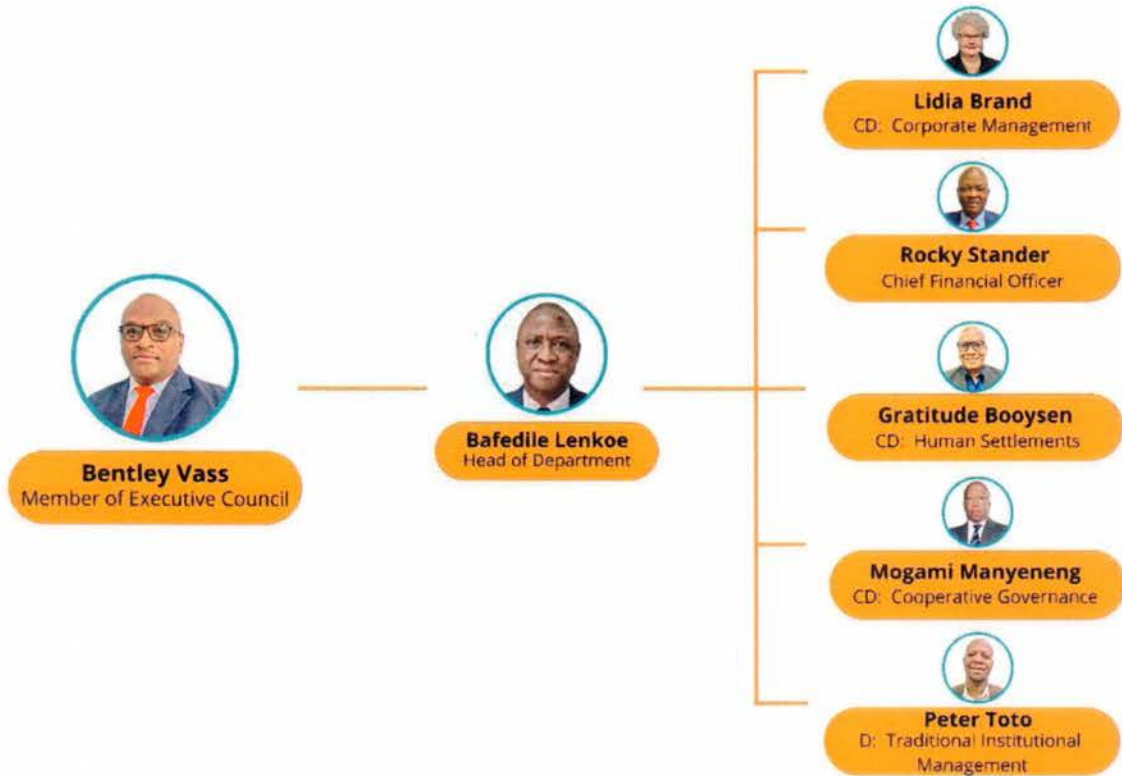 Lidia Brand
CD: Corporate Management
Rocky Stander
Chief Financial Officer
Bentley Vass
Member of Executive Council
Bafedile Lenkoe
Head of Department
Gratitude Booysen
CD: Human Settlements
Mogami Manyeneng
CD: Cooperative Governance
Peter Toto
D: Traditional Institutional
Management